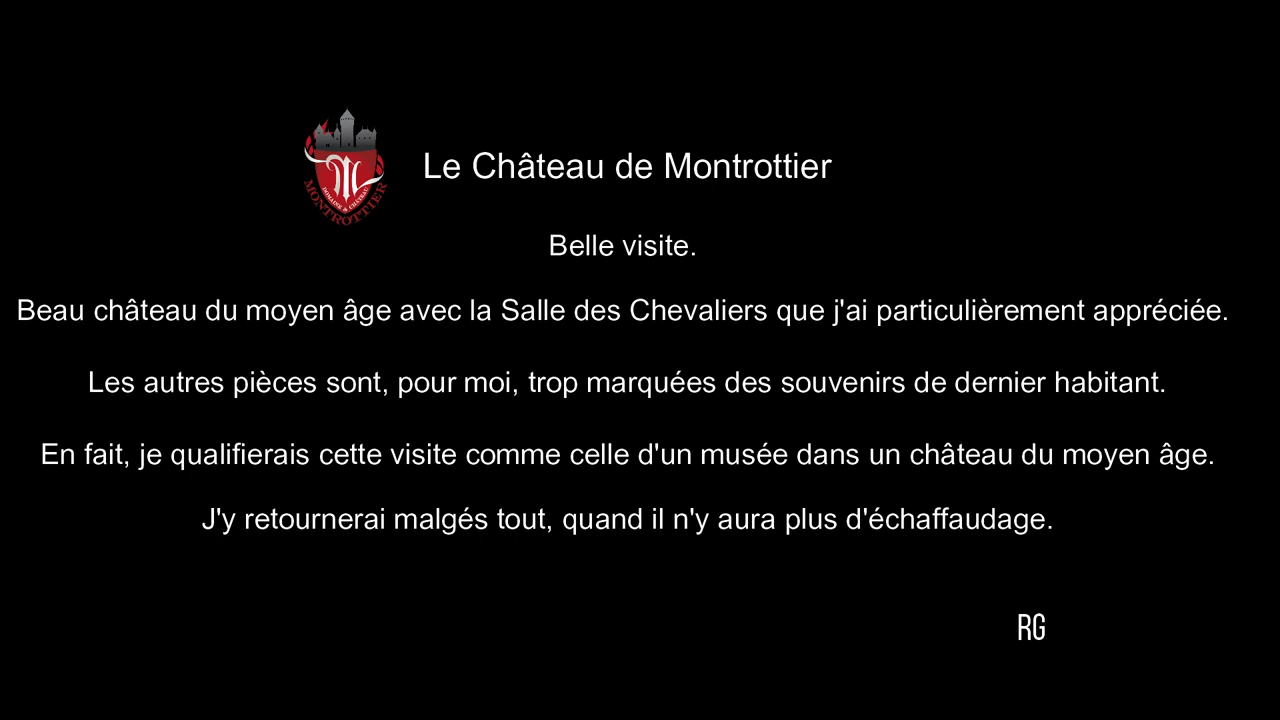 Le Château de Montrottier
DOMAINE & CHÂTEAU
MONTROTTIER
Belle visite.
Beau château du moyen âge avec la Salle des Chevaliers que j'ai particulièrement appréciée.
Les autres pièces sont, pour moi, trop marquées des souvenirs de dernier habitant.
En fait, je qualifierais cette visite comme celle d'un musée dans un château du moyen âge.
J'y retournerai malgés tout, quand il n'y aura plus d'échaffaudage.
RG